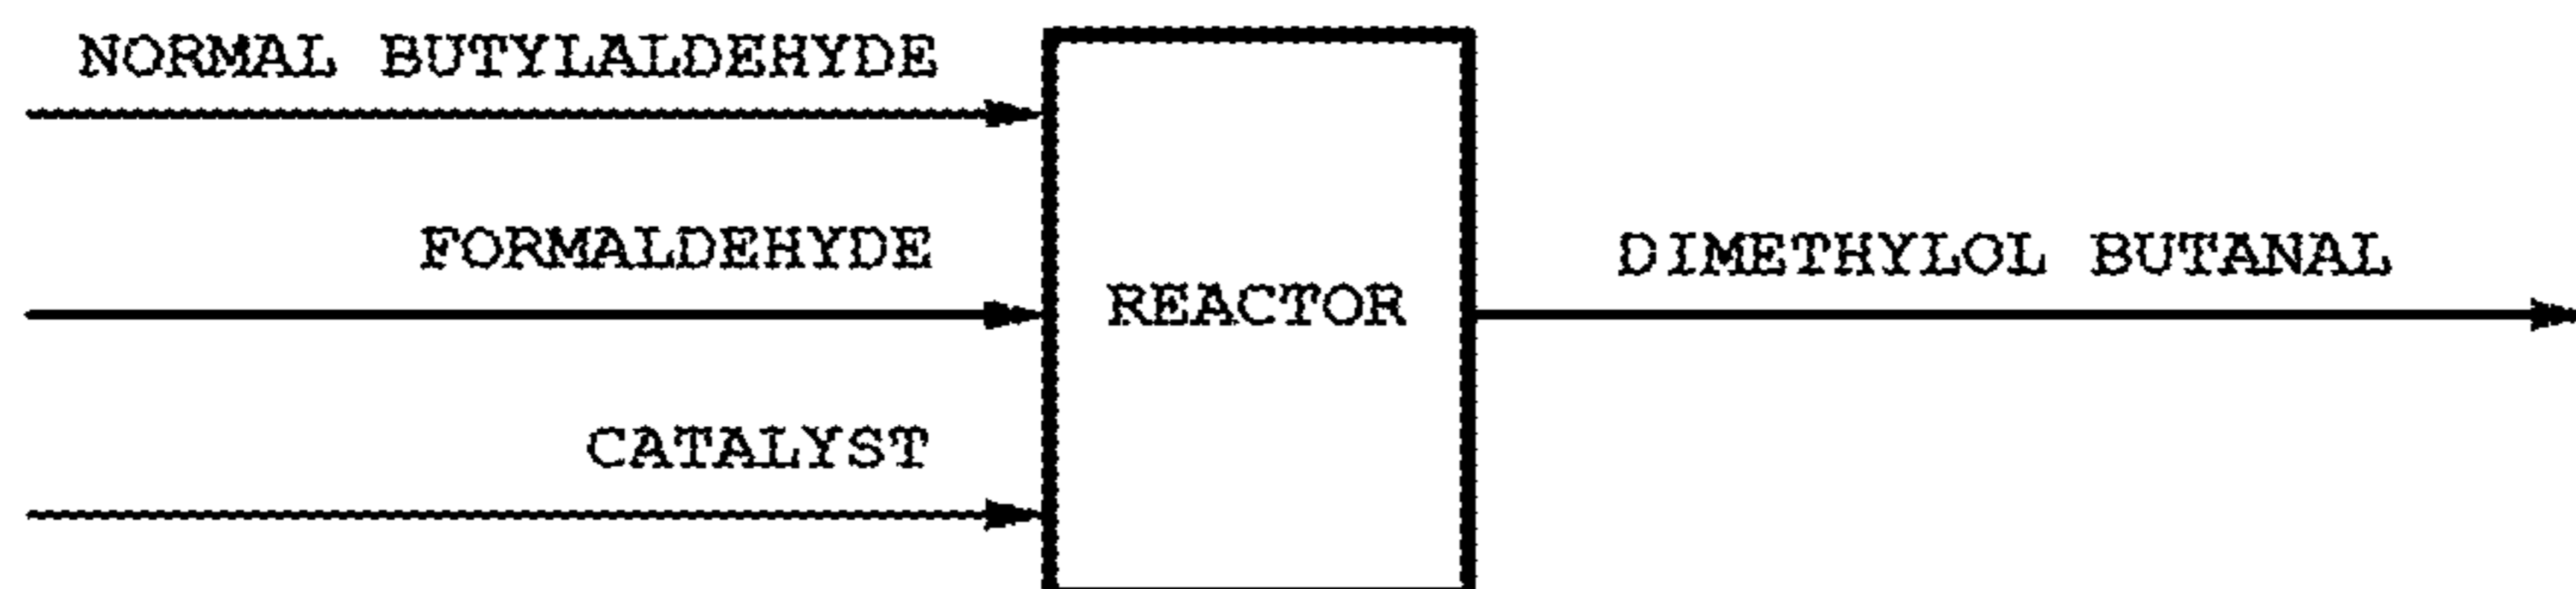 NORMAL BUTYLALDEHYDE
FORMALDEHYDE
CATALYST
REACTOR
DIMETHYLOL BUTANAL